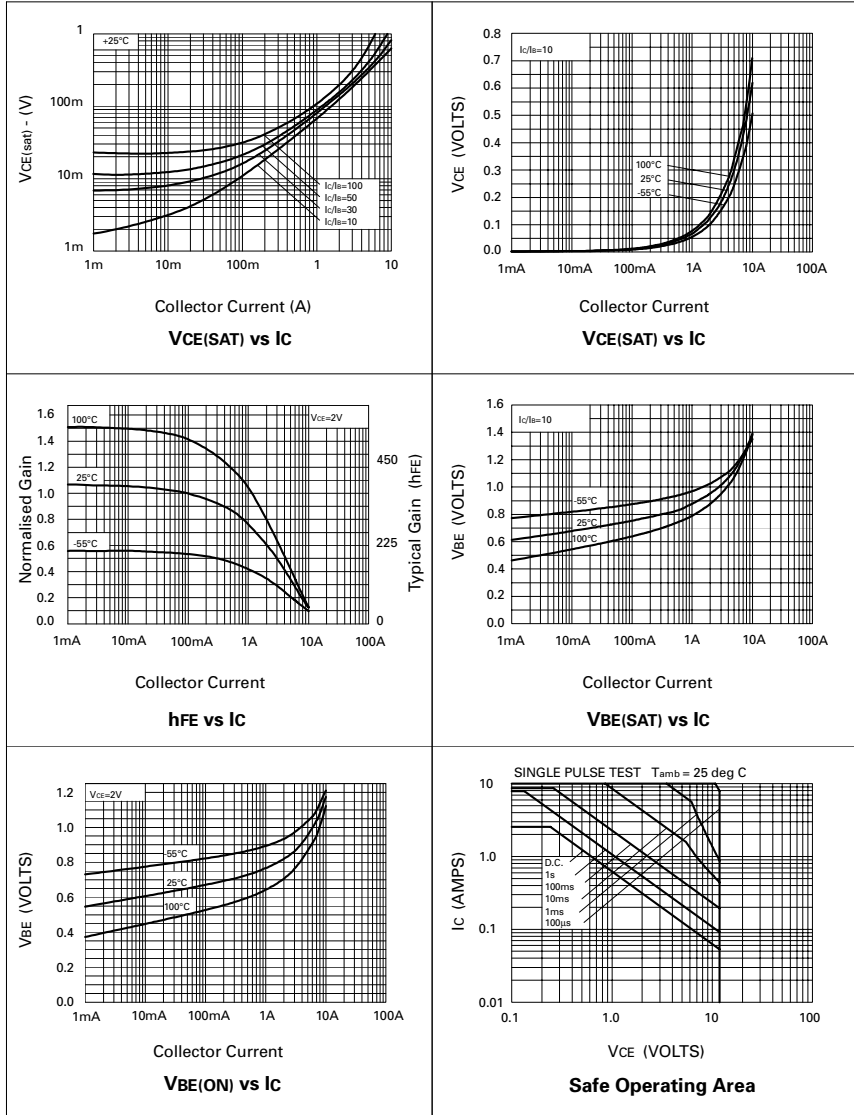 +25°C
1
100m
10m
1m
VCE(sat) - (V)
IC/IB=100
IC/IB=50
IC/IB=30
IC/IB=10
1m 10m 100m 1 10
Collector Current (A)
VCE(SAT) vs IC
IC/IB=10
0.8
0.7
0.6
0.5
0.4
0.3
0.2
0.1
0.0
VCE (VOLTS)
100°C
25°C
-55°C
1mA 10mA 100mA 1A 10A 100A
Collector Current
VCE(SAT) vs IC
100°C
VCE=2V
1.6
1.4
1.2
1.0
0.8
0.6
0.4
0.2
0.0
Normalised Gain
25°C
-55°C
450
225
0
Typical Gain (hFE)
1mA 10mA 100mA 1A 10A 100A
Collector Current
hFE vs IC
IC/IB=10
1.6
1.4
1.2
1.0
0.8
0.6
0.4
0.2
0.0
VBE (VOLTS)
-55°C
25°C
100°C
1mA 10mA 100mA 1A 10A 100A
Collector Current
VBE(SAT) vs IC
VCE=2V
1.2
1.0
0.8
0.6
0.4
0.2
0.0
VBE (VOLTS)
-55°C
25°C
100°C
1mA 10mA 100mA 1A 10A 100A
Collector Current
VBE(ON) vs IC
SINGLE PULSE TEST Tamb = 25 deg C
10
1.0
0.1
0.01
IC (AMPS)
D.C.
1s
100ms
10ms
1ms
100µs
0.1 1.0 10 100
VCE (VOLTS)
Safe Operating Area